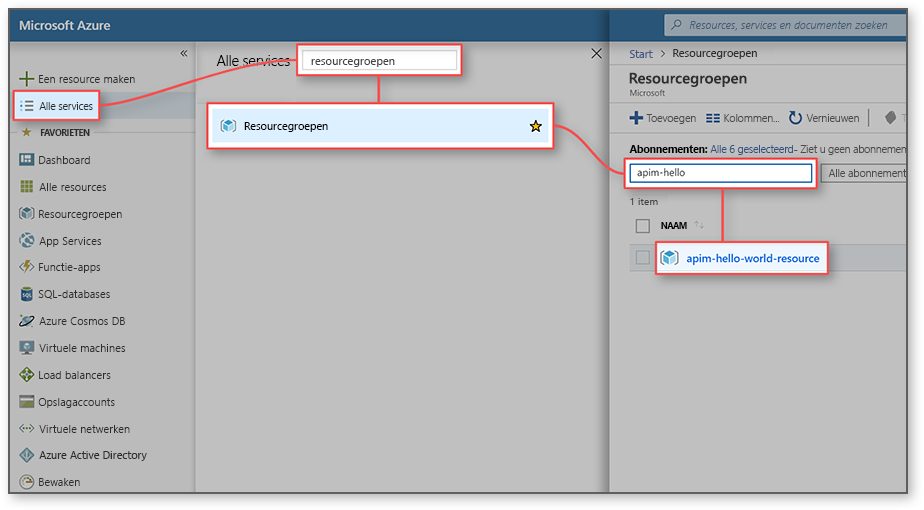 Microsoft Azure
Resources, services en documenten zoeken
«
Een resource maken
Alle services
FAVORIETEN
Dashboard
Alle resources
Resourcegroepen
App Services
Functie-apps
SQL-databases
Azure Cosmos DB
Virtuele machines
Load balancers
Opslagaccounts
Virtuele netwerken
Azure Active Directory
Bewaken
Alle services
resourcegroepen
Resourcegroepen
Start > Resourcegroepen
Resourcegroepen
Microsoft
Toevoegen Kolommen... Vernieuwen T
Abonnementen: Alle 6 geselecteerd- Ziet u geen abonnemen
apim-hello
Alle abonnement
1 item
NAAM
apim-hello-world-resource